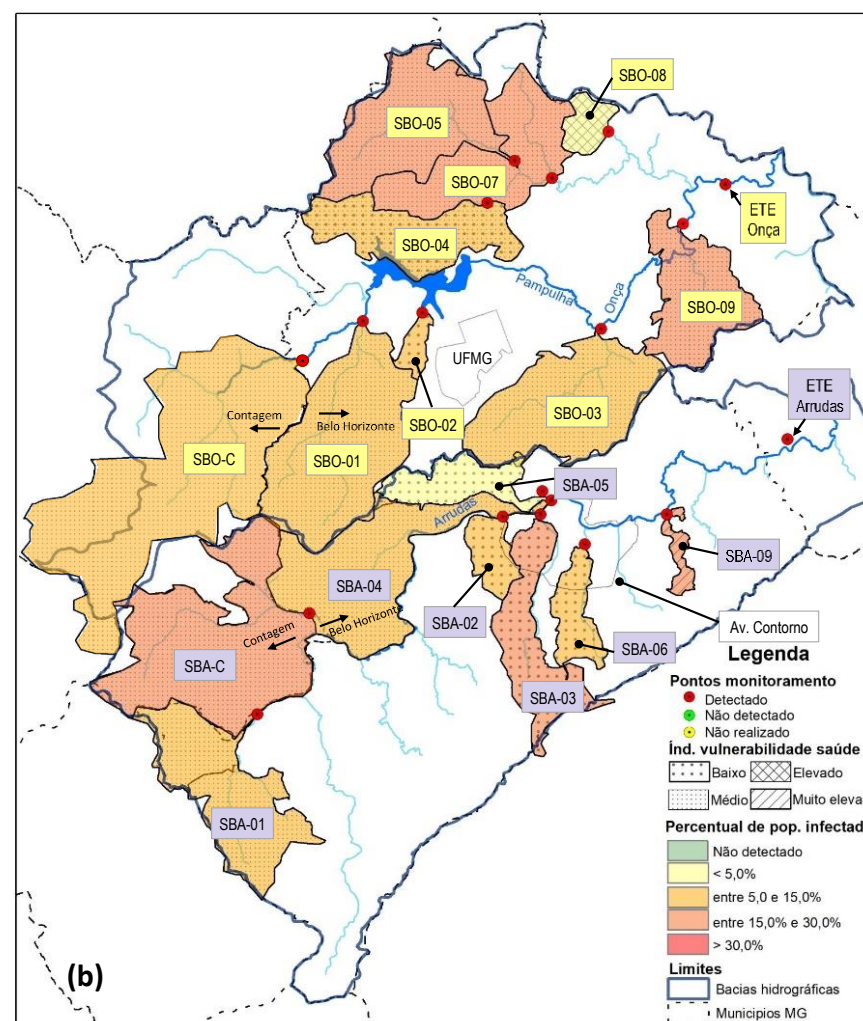 SBO-08
SBO-05
SBO-07
ETE
Onça
SBO-04
Pampulha
Onça
SBO-09
UFMG
ETE
Arrudas
Contagem
Belo Horizonte
SBO-02
SBO-03
SBO-C
SBO-01
SBA-05
Arrudas
SBA-09
SBA-04
SBA-02
Contagem
Belo Horizonte
Av. Contorno
SBA-06
SBA-C
SBA-03
SBA-01
Legenda
Pontos monitoramento
Detectado
Não detectado
Não realizado
Índ. vulnerabilidade saúde
Baixo Elevado
Médio Muito eleva
Percentual de pop. infectad
Não detectado
< 5,0%
entre 5,0 e 15,0%
entre 15,0% e 30,0%
> 30,0%
Limites
Bacias hidrográficas
Municipios MG
(b)